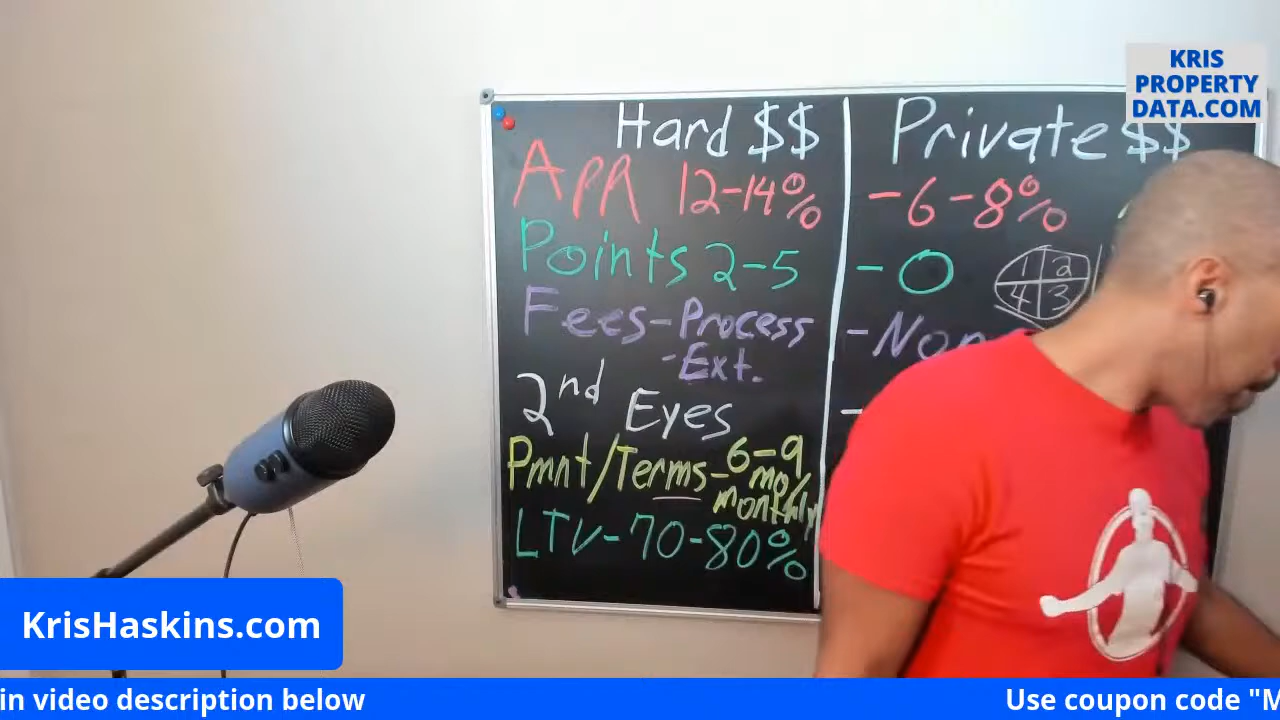 KRIS
PROPERTY
DATA.COM
Hard $$
Private $$
APR 12-14%
-6-8%
Points 2-5
-0
1 2
4 3
Fees-Process
-Ext.
-Non
2nd Eyes
-
Pmnt/Terms-6-9
mo/
monthly
LTV-70-80%
KrisHaskins.com
in video description below
Use coupon code "M